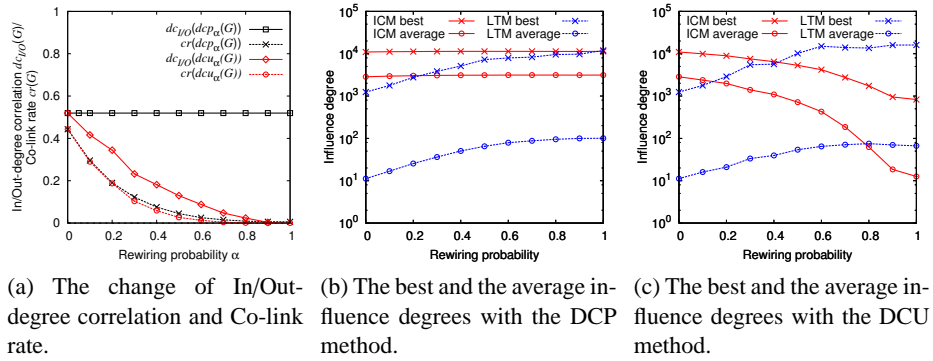 In/Out-degree correlation dc_{I/O}(G)/
Co-link rate cr(G)
1
0.8
0.6
0.4
0.2
0
dc_{I/O}(dcp_α(G))
cr(dcp_α(G))
dc_{I/O}(dcu_α(G))
cr(dcu_α(G))
0 0.2 0.4 0.6 0.8 1
Rewiring probability α
(a) The change of In/Out-
degree correlation and Co-link
rate.
Influence degree
10^5
10^4
10^3
10^2
10^1
10^0
ICM best LTM best
ICM average LTM average
0 0.2 0.4 0.6 0.8 1
Rewiring probability
(b) The best and the average in-
fluence degrees with the DCP
method.
Influence degree
10^5
10^4
10^3
10^2
10^1
10^0
ICM best LTM best
ICM average LTM average
0 0.2 0.4 0.6 0.8 1
Rewiring probability
(c) The best and the average in-
fluence degrees with the DCU
method.